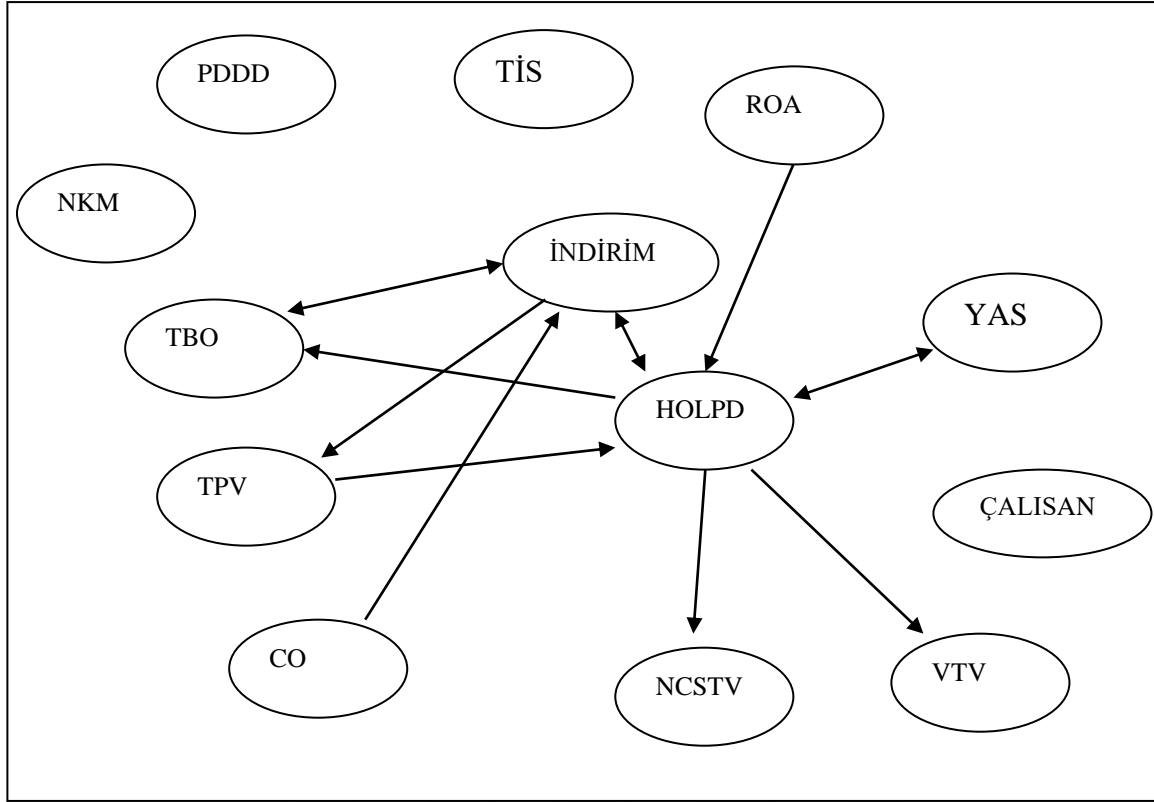 PDDD
TİS
ROA
NKM
İNDİRİM
YAS
TBO
HOLPD
TPV
ÇALISAN
CO
NCSTV
VTV